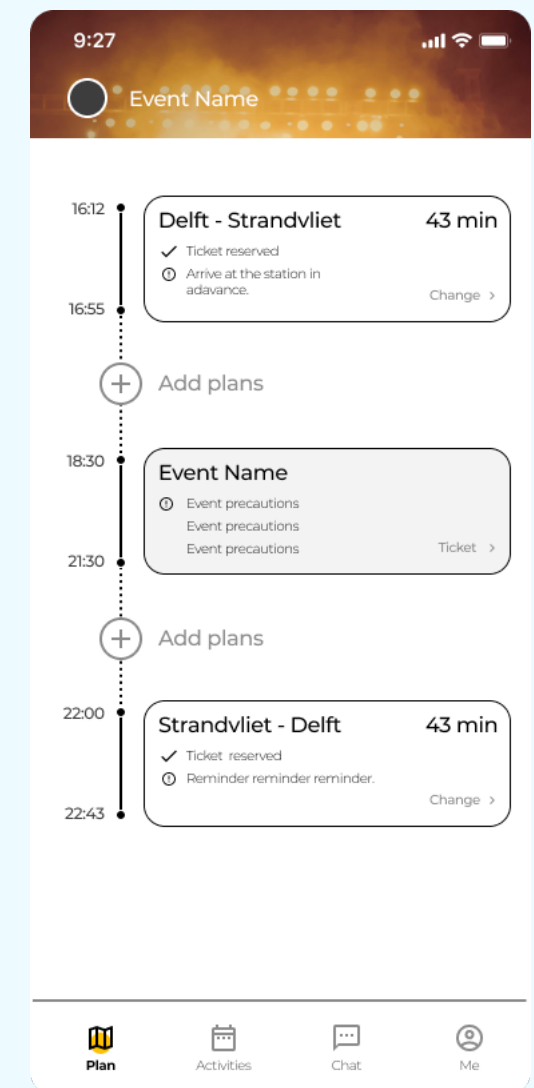 9:27
Event Name
16:12
Delft - Strandvliet
43 min
Ticket reserved
Arrive at the station in
adavance.
Change >
16:55
Add plans
18:30
Event Name
Event precautions
Event precautions
Event precautions
Ticket >
21:30
Add plans
22:00
Strandvliet - Delft
43 min
Ticket reserved
Reminder reminder reminder.
Change >
22:43
Plan
Activities
Chat
Me